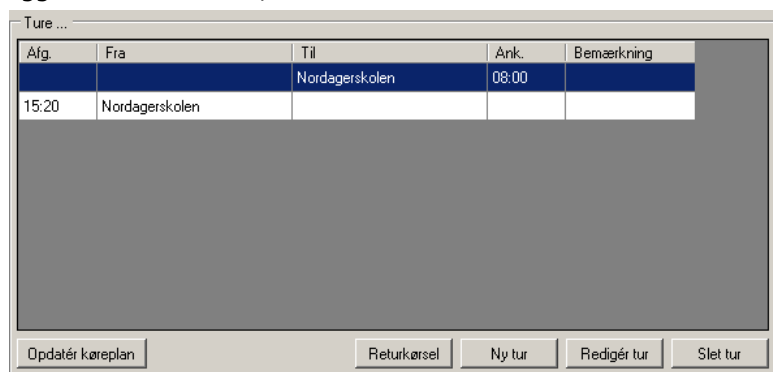 Ture ...
Afg. Fra Til Ank. Bemærkning
Nordagerskolen 08:00
15:20 Nordagerskolen
Opdatér køreplan Returkørsel Ny tur Redigér tur Slet tur